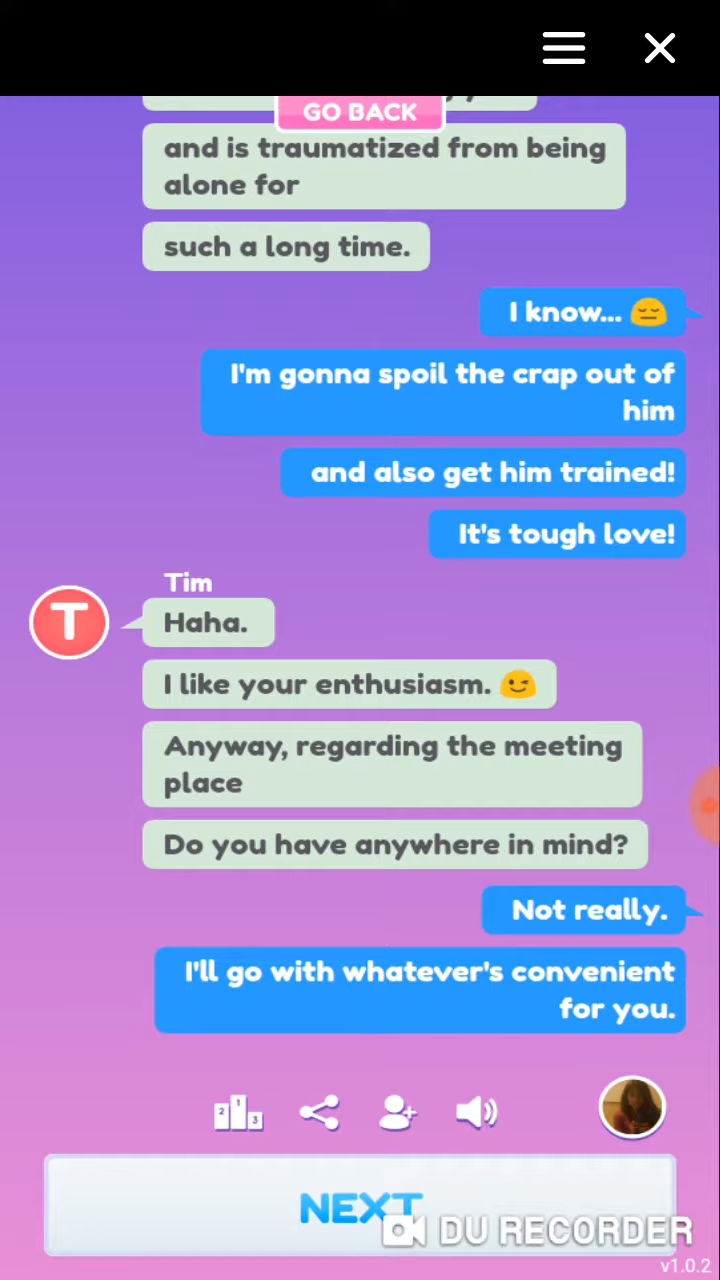 GO BACK
and is traumatized from being
alone for
such a long time.
I know... 😔
I'm gonna spoil the crap out of
him
and also get him trained!
It's tough love!
Tim
T
Haha.
I like your enthusiasm. 😉
Anyway, regarding the meeting
place
Do you have anywhere in mind?
Not really.
I'll go with whatever's convenient
for you.
2 1 3
NEXT
DU RECORDER
v1.0.2